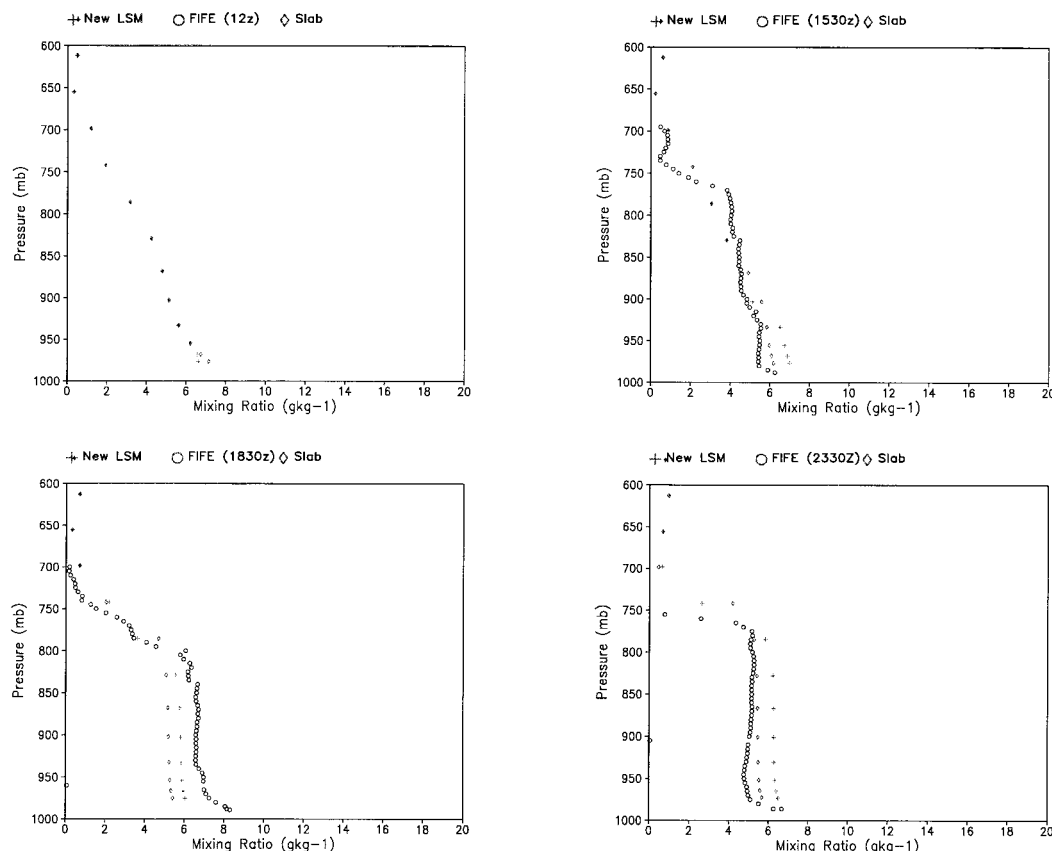 New LSM FIFE (12z) Slab
600
650
700
750
800
850
900
950
1000
Pressure (mb)
0 2 4 6 8 10 12 14 16 18 20
Mixing Ratio (gkg-1)
New LSM FIFE (1530z) Slab
600
650
700
750
800
850
900
950
1000
Pressure (mb)
0 2 4 6 8 10 12 14 16 18 20
Mixing Ratio (gkg-1)
New LSM FIFE (1830z) Slab
600
650
700
750
800
850
900
950
1000
Pressure (mb)
0 2 4 6 8 10 12 14 16 18 20
Mixing Ratio (gkg-1)
New LSM FIFE (2330Z) Slab
600
650
700
750
800
850
900
950
1000
Pressure (mb)
0 2 4 6 8 10 12 14 16 18 20
Mixing Ratio (gkg-1)